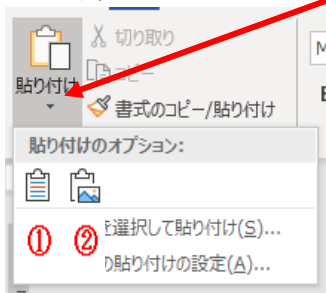 切り取り
コピー
貼り付け
書式のコピー/貼り付け
貼り付けのオプション:
① ②
を選択して貼り付け(S)...
の貼り付けの設定(A)...